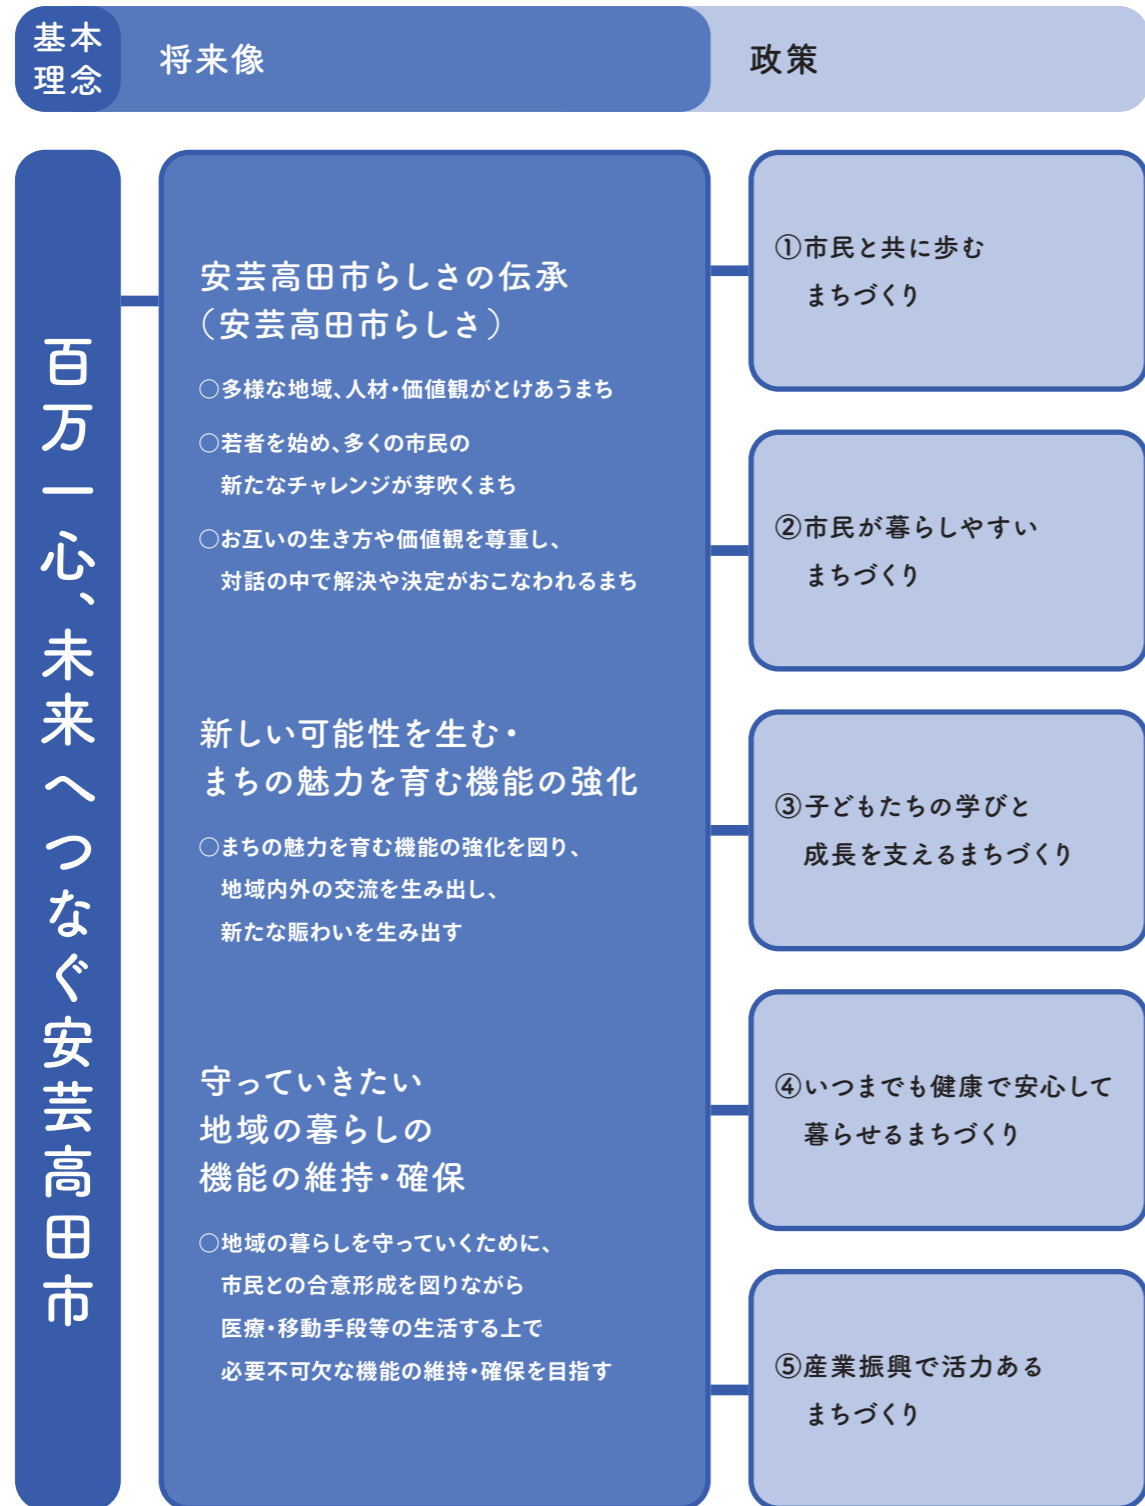 基本
理念
将来像
政策
百万一心、未来へつなぐ安芸高田市
安芸高田市らしさの伝承
（安芸高田市らしさ）
○多様な地域、人材・価値観がとけあうまち
○若者を始め、多くの市民の
新たなチャレンジが芽吹くまち
○お互いの生き方や価値観を尊重し、
対話の中で解決や決定がおこなわれるまち
新しい可能性を生む・
まちの魅力を育む機能の強化
○まちの魅力を育む機能の強化を図り、
地域内外の交流を生み出し、
新たな賑わいを生み出す
守っていきたい
地域の暮らしの
機能の維持・確保
○地域の暮らしを守っていくために、
市民との合意形成を図りながら
医療・移動手段等の生活する上で
必要不可欠な機能の維持・確保を目指す
①市民と共に歩む
まちづくり
②市民が暮らしやすい
まちづくり
③子どもたちの学びと
成長を支えるまちづくり
④いつまでも健康で安心して
暮らせるまちづくり
⑤産業振興で活力ある
まちづくり